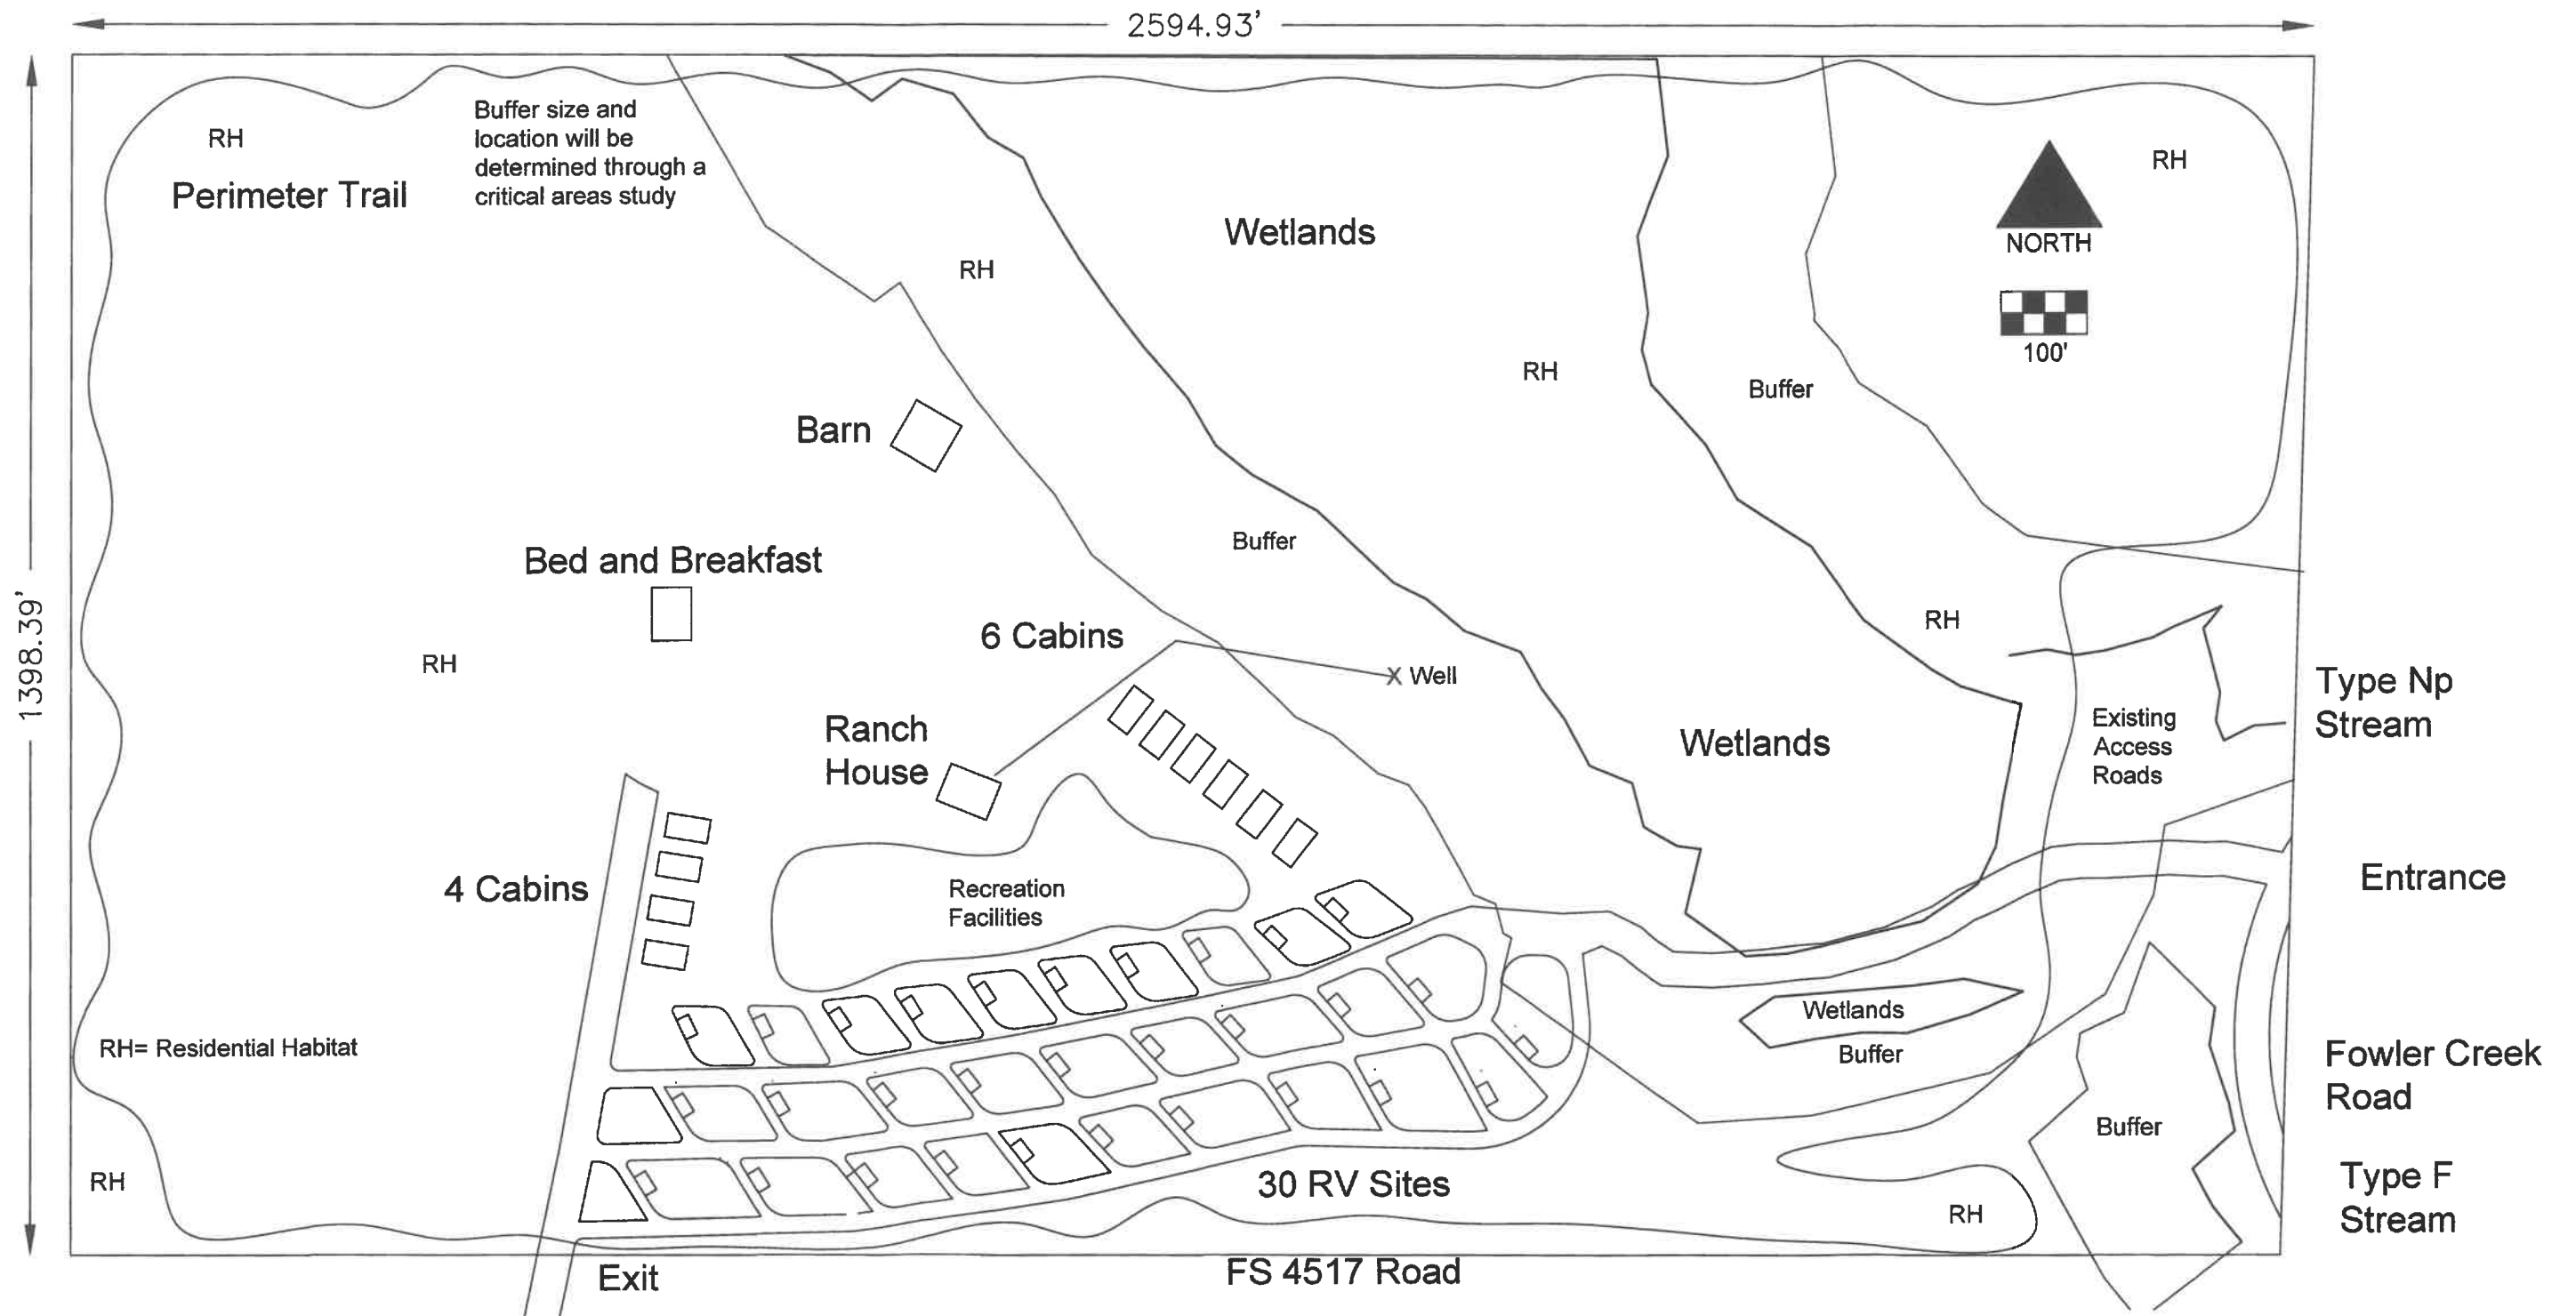 2594.93'
1398.39'
RH
Perimeter Trail
Buffer size and
location will be
determined through a
critical areas study
RH
Wetlands
RH
NORTH
100'
RH
Buffer
Barn
Buffer
Bed and Breakfast
RH
6 Cabins
X Well
RH
Type Np
Stream
Existing
Access
Roads
Ranch
House
Wetlands
4 Cabins
Recreation
Facilities
Entrance
Wetlands
Buffer
RH= Residential Habitat
Fowler Creek
Road
Buffer
RH
30 RV Sites
RH
Type F
Stream
Exit
FS 4517 Road